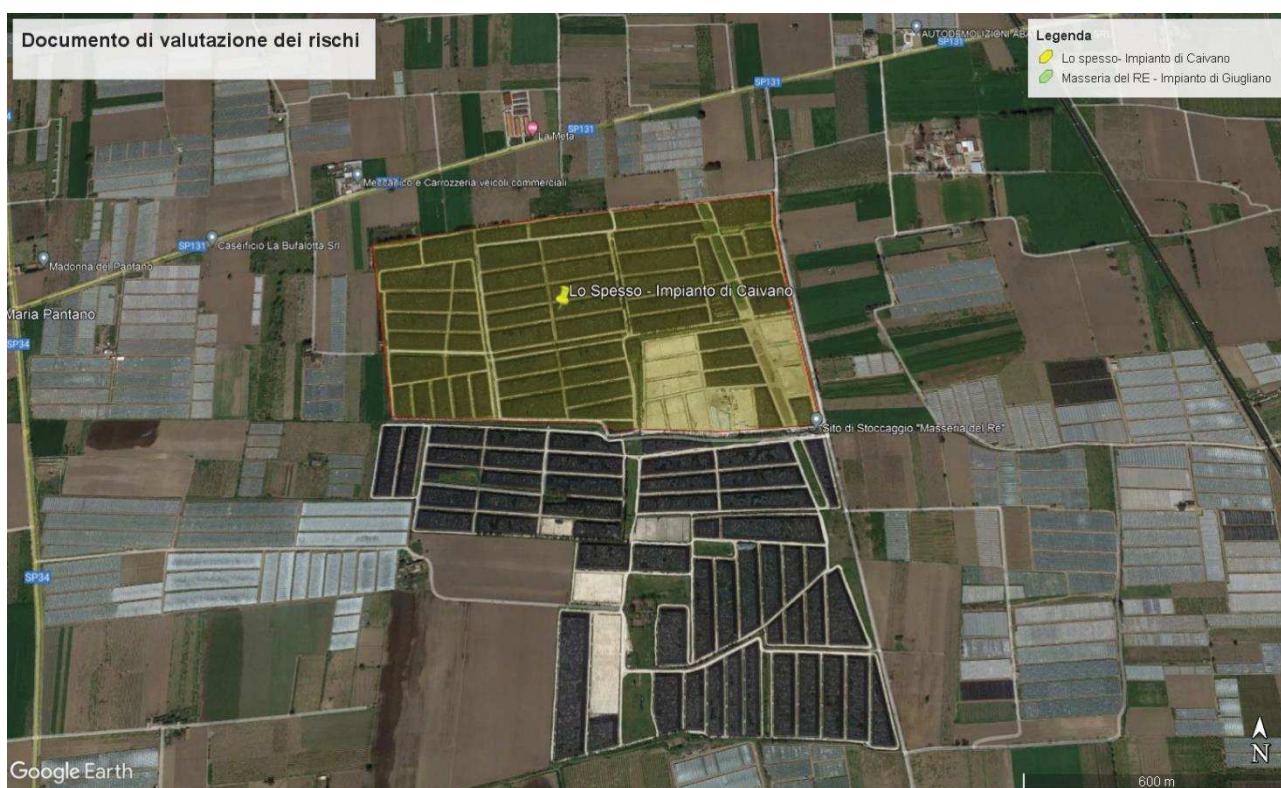 Documento di valutazione dei rischi
AUTODEMOLIZIONI
SP131
Legenda
Lo spesso- Impianto di Caivano
Masseria del RE - Impianto di Giugliano
SP131
SP131
La Meta
Meccanico e Carrozzeria veicoli commerciali
SP131
Caseificio La Bufalotta Srl
Madonna del Pantano
Lo Spesso - Impianto di Caivano
Maria Pantano
SP34
Sito di Stoccaggio "Masseria del Re"
SP34
Google Earth
N
600 m